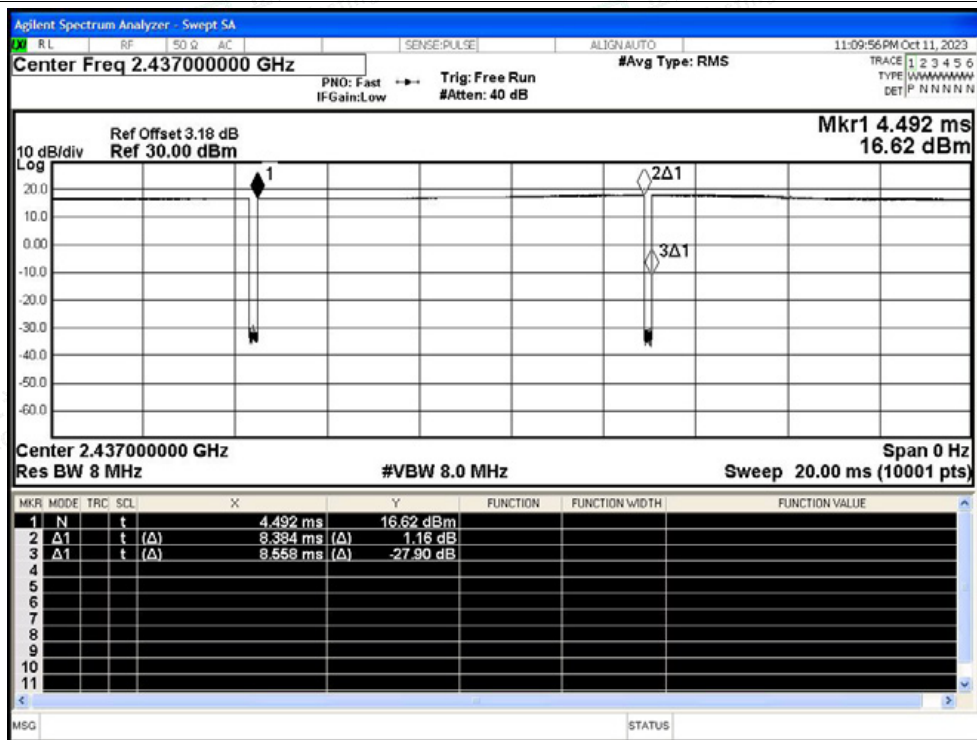 Agilent Spectrum Analyzer - Swept SA
RL RF 50 Ω AC SENSE:PULSE ALIGN AUTO 11:09:56PM Oct 11, 2023
Center Freq 2.437000000 GHz #Avg Type: RMS TRACE 1 2 3 4 5 6
PNO: Fast Trig: Free Run TYPE WWWWWW
IFGain:Low #Atten: 40 dB DET P N N N N N
Mkr1 4.492 ms
Ref Offset 3.18 dB
10 dB/div Ref 30.00 dBm 16.62 dBm
Log
1
2Δ1
20.0
10.0
0.00
3Δ1
-10.0
-20.0
-30.0
-40.0
-50.0
-60.0
Center 2.437000000 GHz Span 0 Hz
Res BW 8 MHz #VBW 8.0 MHz Sweep 20.00 ms (10001 pts)
MKR MODE TRC SCL X Y FUNCTION FUNCTION WIDTH FUNCTION VALUE
1 N t 4.492 ms 16.62 dBm
2 Δ1 t (Δ) 8.384 ms (Δ) 1.16 dB
3 Δ1 t (Δ) 8.558 ms (Δ) -27.90 dB
4
5
6
7
8
9
10
11
MSG STATUS